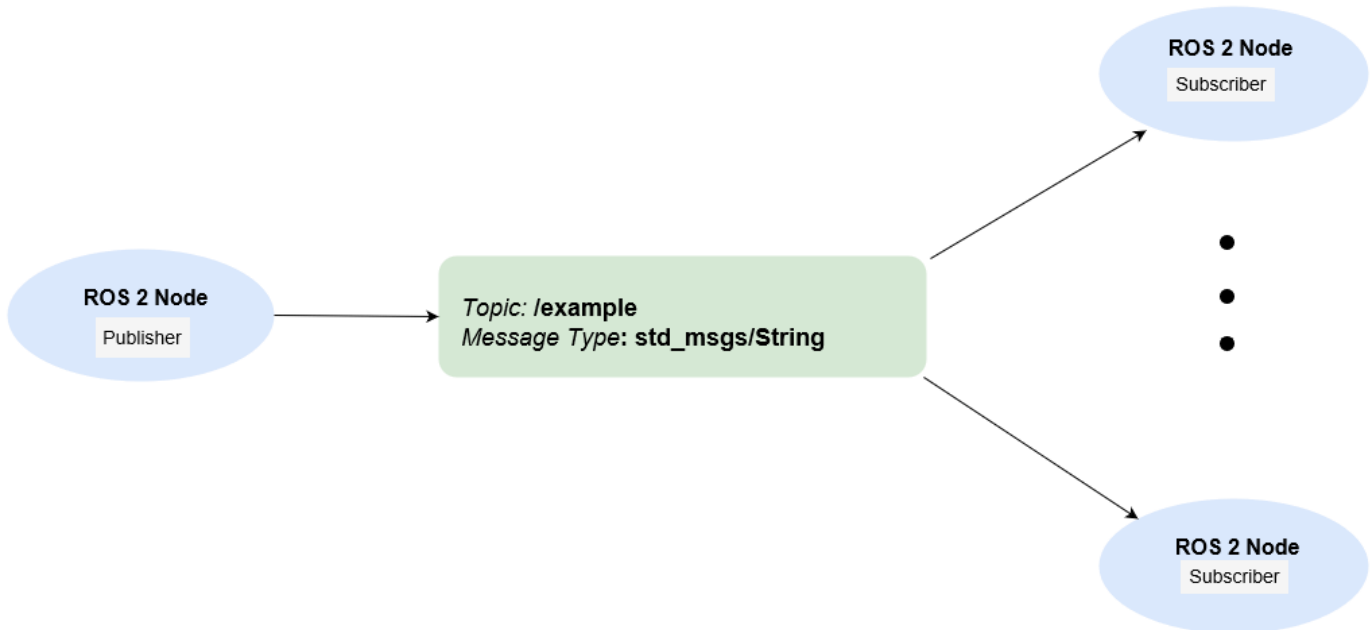 ROS 2 Node
Subscriber
ROS 2 Node
Publisher
Topic: /example
Message Type: std_msgs/String
ROS 2 Node
Subscriber